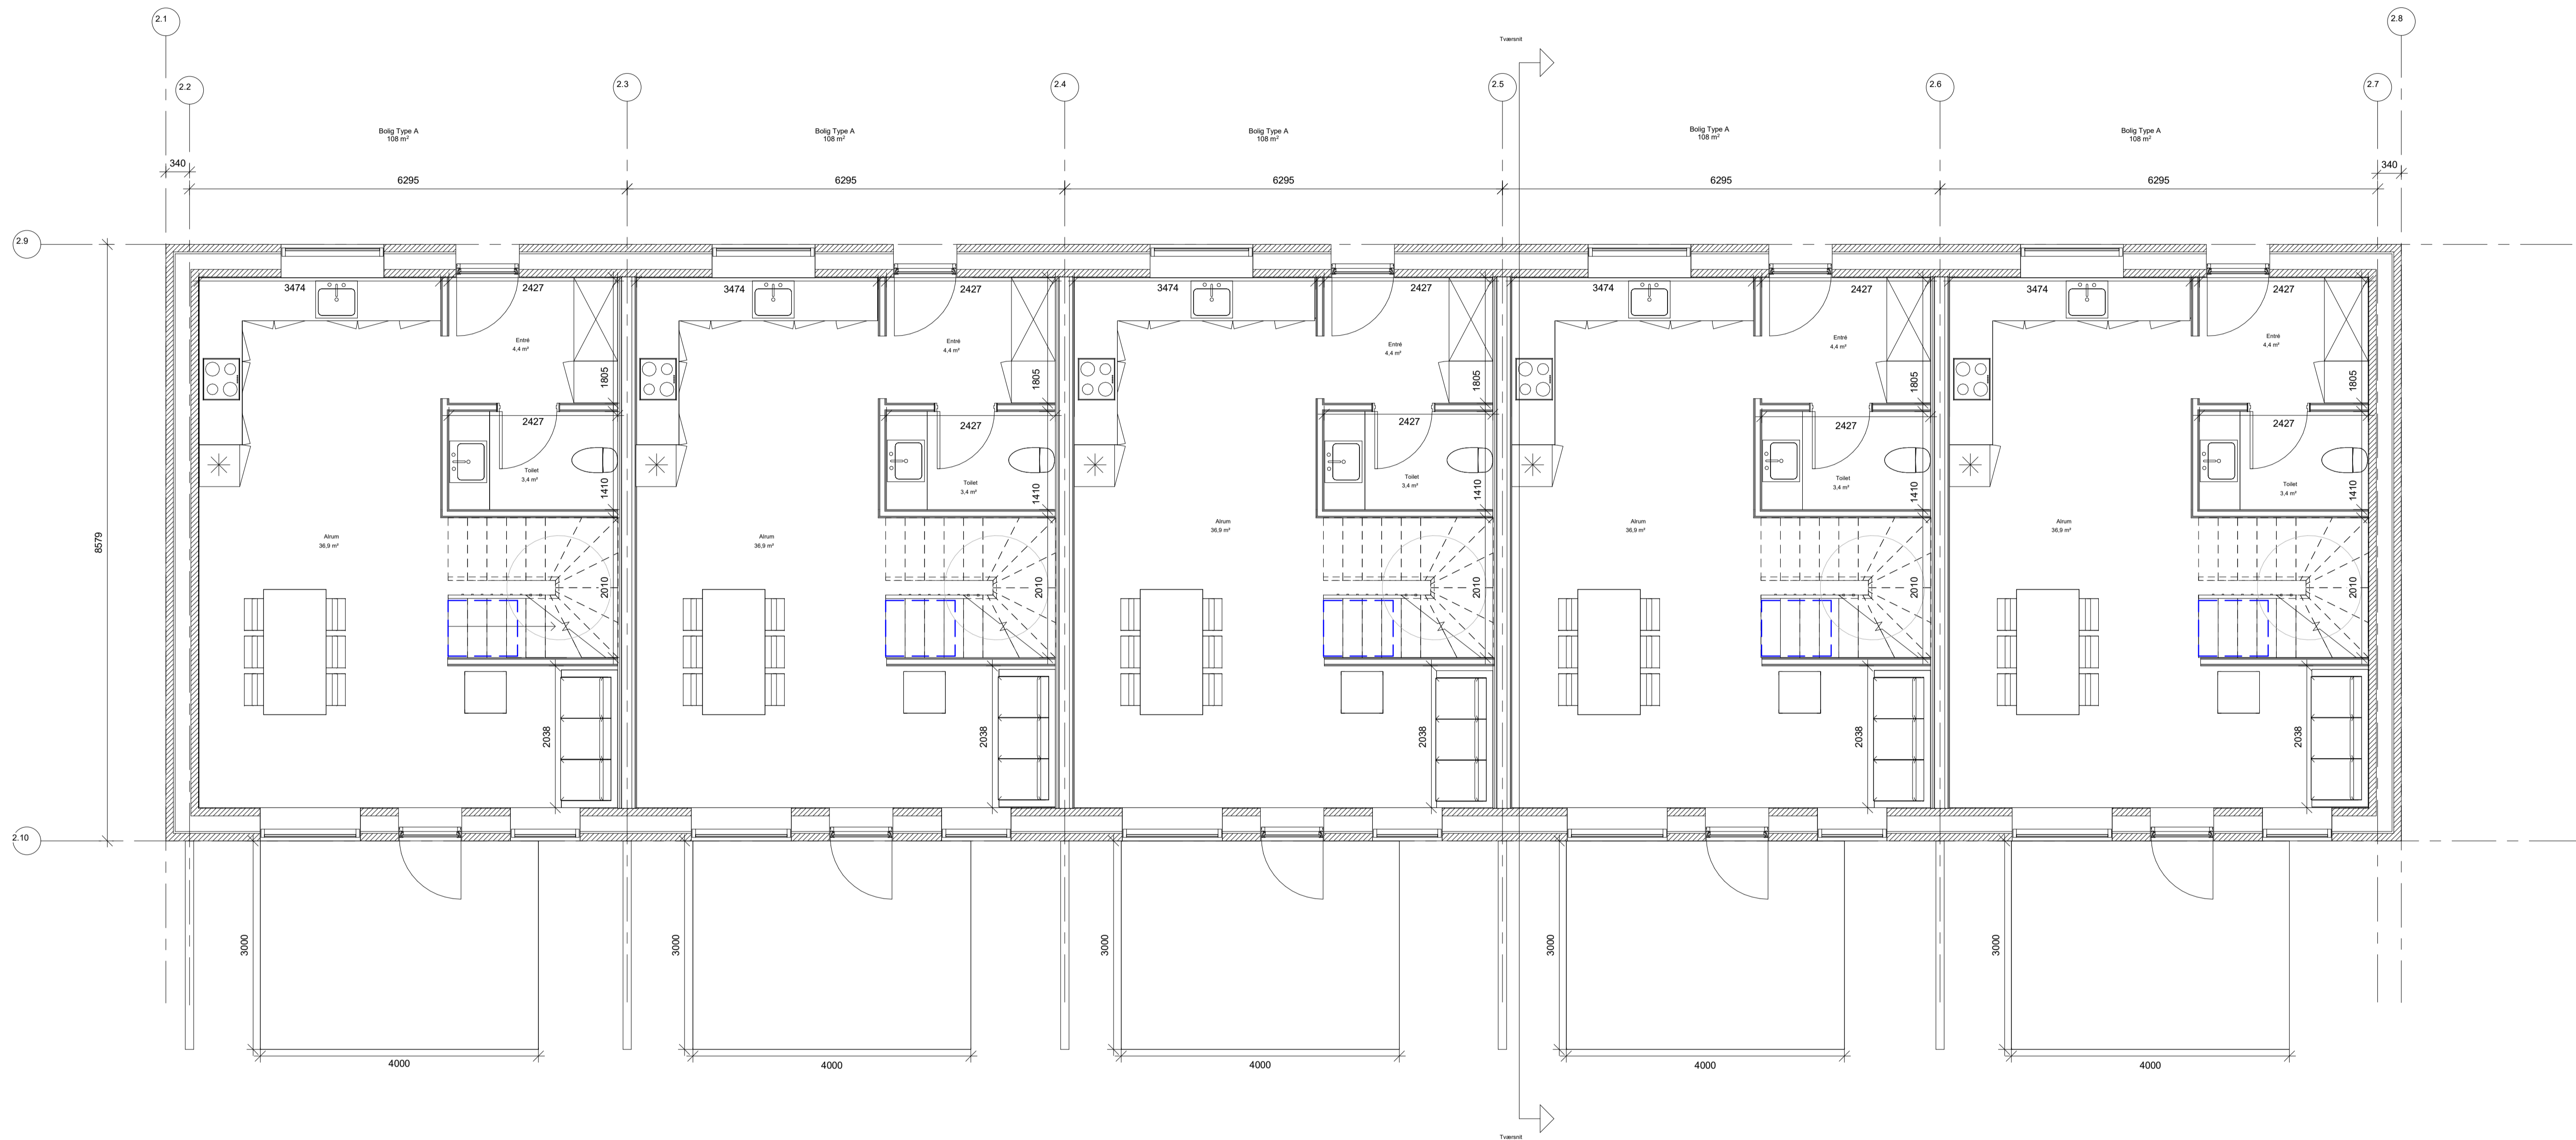 2.1
2.8
Tværsnit
2.2
2.3
2.4
2.5
2.6
2.7
Bolig Type A
108 m²
Bolig Type A
108 m²
Bolig Type A
108 m²
Bolig Type A
108 m²
Bolig Type A
108 m²
340
340
6295
6295
6295
6295
6295
2.9
3474
2427
3474
2427
3474
2427
3474
2427
3474
2427
Entré
4,4 m²
Entré
4,4 m²
Entré
4,4 m²
Entré
4,4 m²
Entré
4,4 m²
1805
1805
1805
1805
1805
2427
2427
2427
2427
2427
Toilet
3,4 m²
Toilet
3,4 m²
Toilet
3,4 m²
Toilet
3,4 m²
Toilet
3,4 m²
1410
1410
1410
1410
1410
8579
Alrum
36,9 m²
Alrum
36,9 m²
Alrum
36,9 m²
Alrum
36,9 m²
Alrum
36,9 m²
2010
2010
2010
2010
2010
2038
2038
2038
2038
2038
2.10
3000
3000
3000
3000
3000
4000
4000
4000
4000
4000
Tværsnit